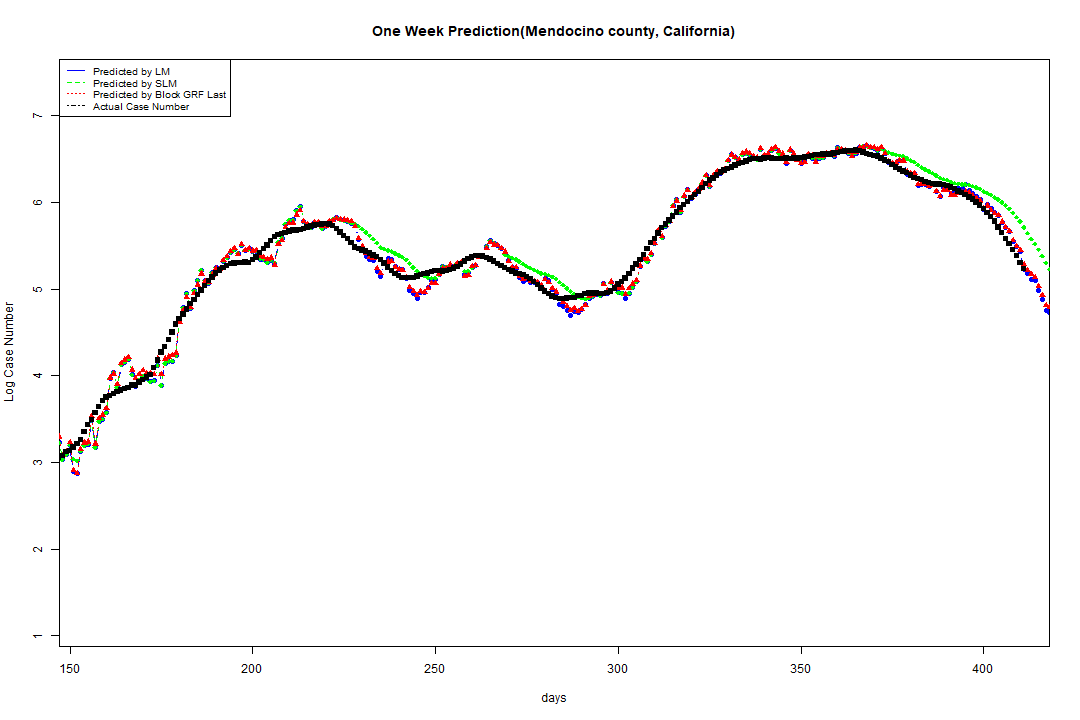 One Week Prediction(Mendocino county, California)
Predicted by LM
Predicted by SLM
Predicted by Block GRF Last
Actual Case Number
7
6
5
4
3
2
1
Log Case Number
150 200 250 300 350 400
days